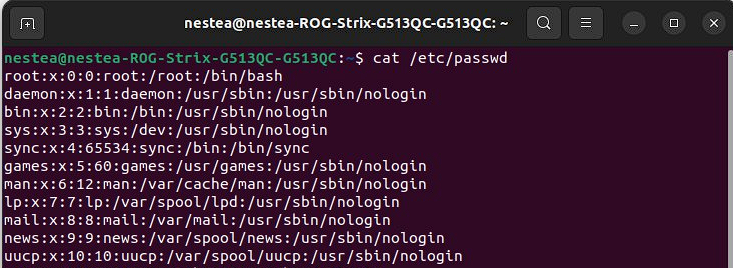 nestea@nestea-ROG-Strix-G513QC-G513QC: ~
nestea@nestea-ROG-Strix-G513QC-G513QC:~$ cat /etc/passwd
root:x:0:0:root:/root:/bin/bash
daemon:x:1:1:daemon:/usr/sbin:/usr/sbin/nologin
bin:x:2:2:bin:/bin:/usr/sbin/nologin
sys:x:3:3:sys:/dev:/usr/sbin/nologin
sync:x:4:65534:sync:/bin:/bin/sync
games:x:5:60:games:/usr/games:/usr/sbin/nologin
man:x:6:12:man:/var/cache/man:/usr/sbin/nologin
lp:x:7:7:lp:/var/spool/lpd:/usr/sbin/nologin
mail:x:8:8:mail:/var/mail:/usr/sbin/nologin
news:x:9:9:news:/var/spool/news:/usr/sbin/nologin
uucp:x:10:10:uucp:/var/spool/uucp:/usr/sbin/nologin